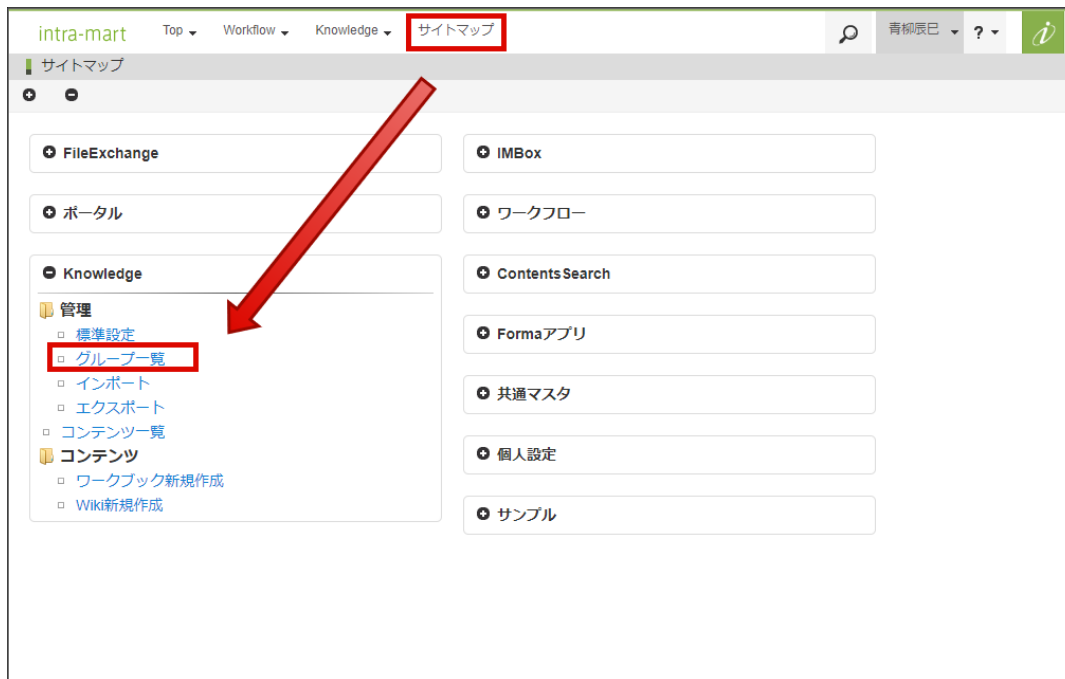 intra-mart Top Workflow Knowledge サイトマップ 青柳辰巳 ?
サイトマップ
FileExchange
ポータル
Knowledge
管理
標準設定
グループ一覧
インポート
エクスポート
コンテンツ一覧
コンテンツ
ワークブック新規作成
Wiki新規作成
IMBox
ワークフロー
ContentsSearch
Formaアプリ
共通マスタ
個人設定
サンプル